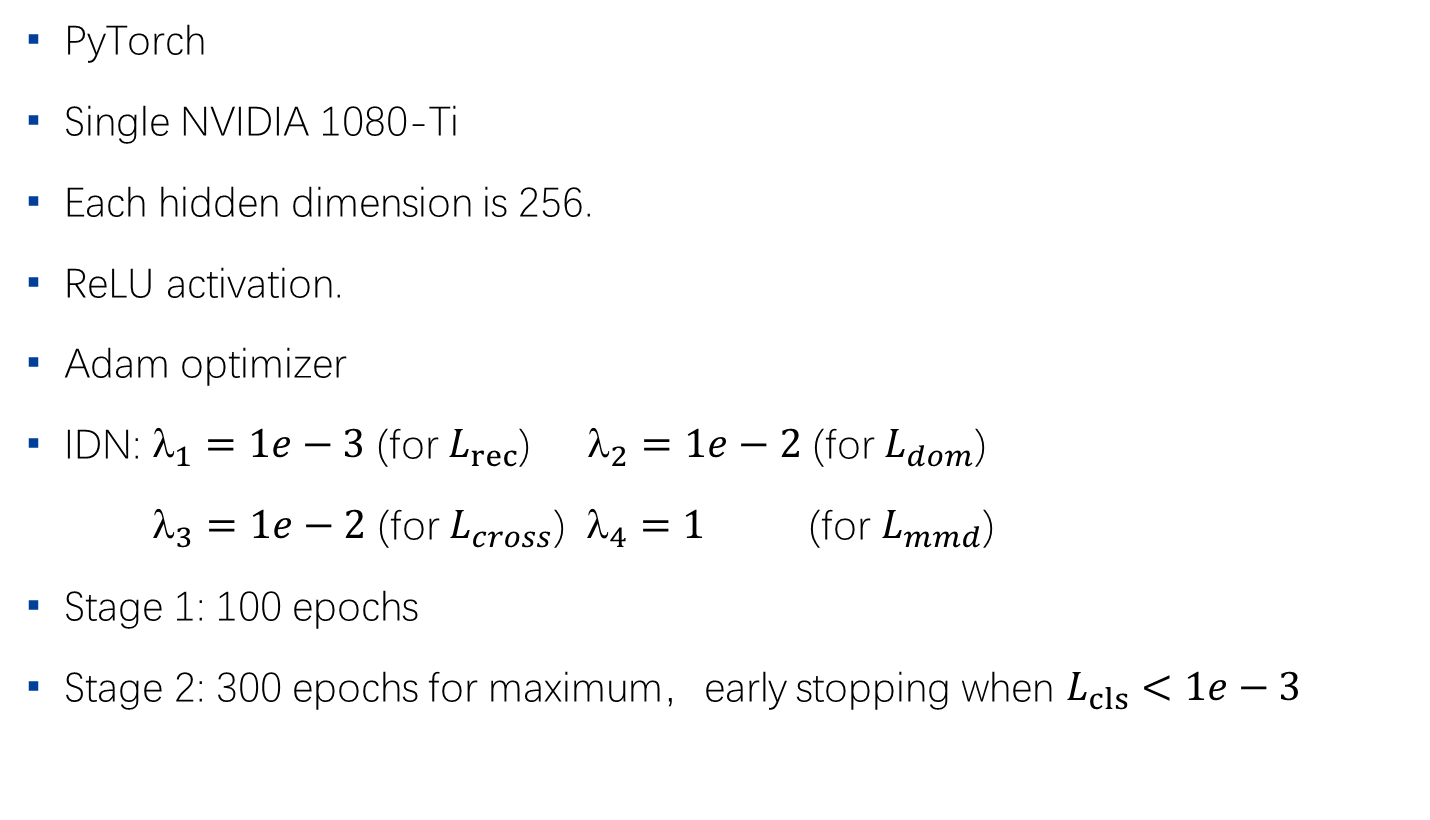 ▪ PyTorch
▪ Single NVIDIA 1080-Ti
▪ Each hidden dimension is 256.
▪ ReLU activation.
▪ Adam optimizer
▪ IDN: λ₁ = 1e − 3 (for L_rec) λ₂ = 1e − 2 (for L_dom)
λ₃ = 1e − 2 (for L_cross) λ₄ = 1 (for L_mmd)
▪ Stage 1: 100 epochs
▪ Stage 2: 300 epochs for maximum， early stopping when L_cls < 1e − 3